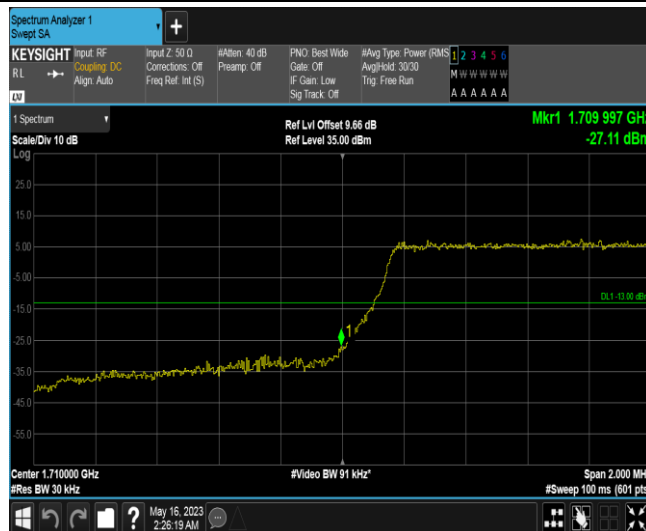 Spectrum Analyzer 1
Swept SA
+
KEYSIGHT
RL
LXI
Input: RF
Coupling: DC
Align: Auto
Input Z: 50 Ω
Corrections: Off
Freq Ref: Int (S)
#Atten: 40 dB
Preamp: Off
PNO: Best Wide
Gate: Off
IF Gain: Low
Sig Track: Off
#Avg Type: Power (RMS
Avg|Hold: 30/30
Trig: Free Run
1 2 3 4 5 6
M W W W W W
A A A A A A
1 Spectrum
Scale/Div 10 dB
Log
Ref Lvl Offset 9.66 dB
Ref Level 35.00 dBm
Mkr1 1.709 997 GHz
-27.11 dBm
25.0
15.0
5.00
-5.00
-15.0
-25.0
-35.0
-45.0
-55.0
DL1 -13.00 dBm
1
Center 1.710000 GHz
#Res BW 30 kHz
#Video BW 91 kHz*
Span 2.000 MH
#Sweep 100 ms (601 pts
?
May 16, 2023
2:26:19 AM